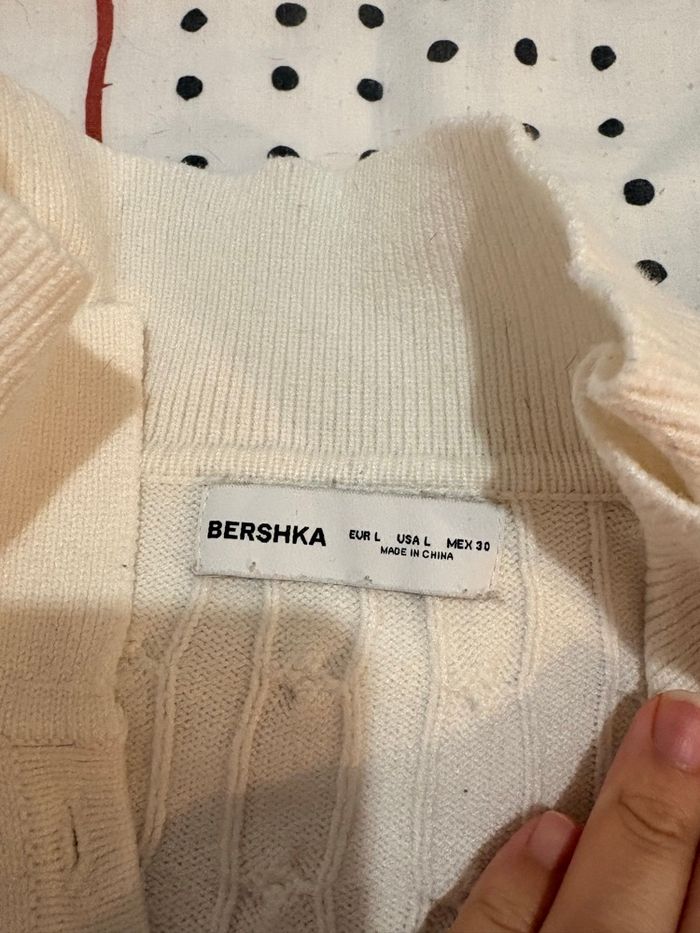 BERSHKA EUR L USA L MEX 30
MADE IN CHINA